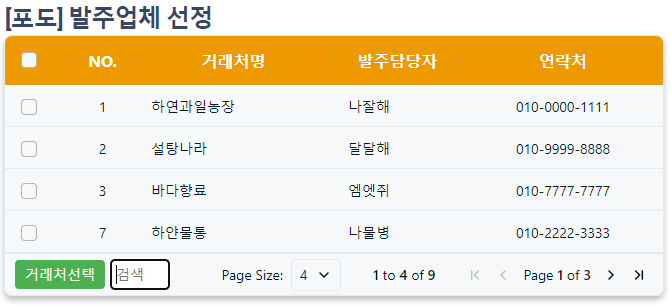 [포도] 발주업체 선정
NO. 거래처명 발주담당자 연락처
1 하연과일농장 나잘해 010-0000-1111
2 설탕나라 달달해 010-9999-8888
3 바다향료 엠엣쥐 010-7777-7777
7 하얀물통 나물병 010-2222-3333
거래처선택 검색 Page Size: 4 1 to 4 of 9 Page 1 of 3